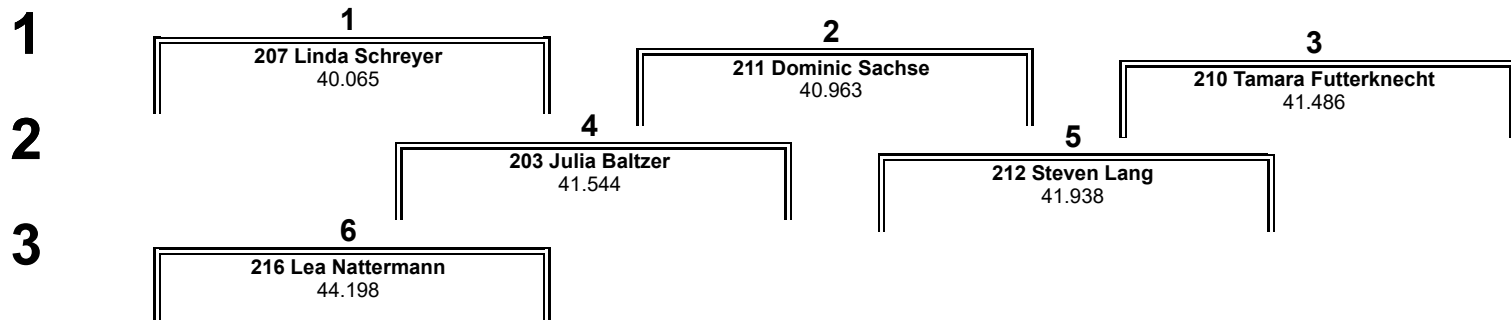 1
1
207 Linda Schreyer
40.065
2
211 Dominic Sachse
40.963
3
210 Tamara Futterknecht
41.486
2
4
203 Julia Baltzer
41.544
5
212 Steven Lang
41.938
3
6
216 Lea Nattermann
44.198